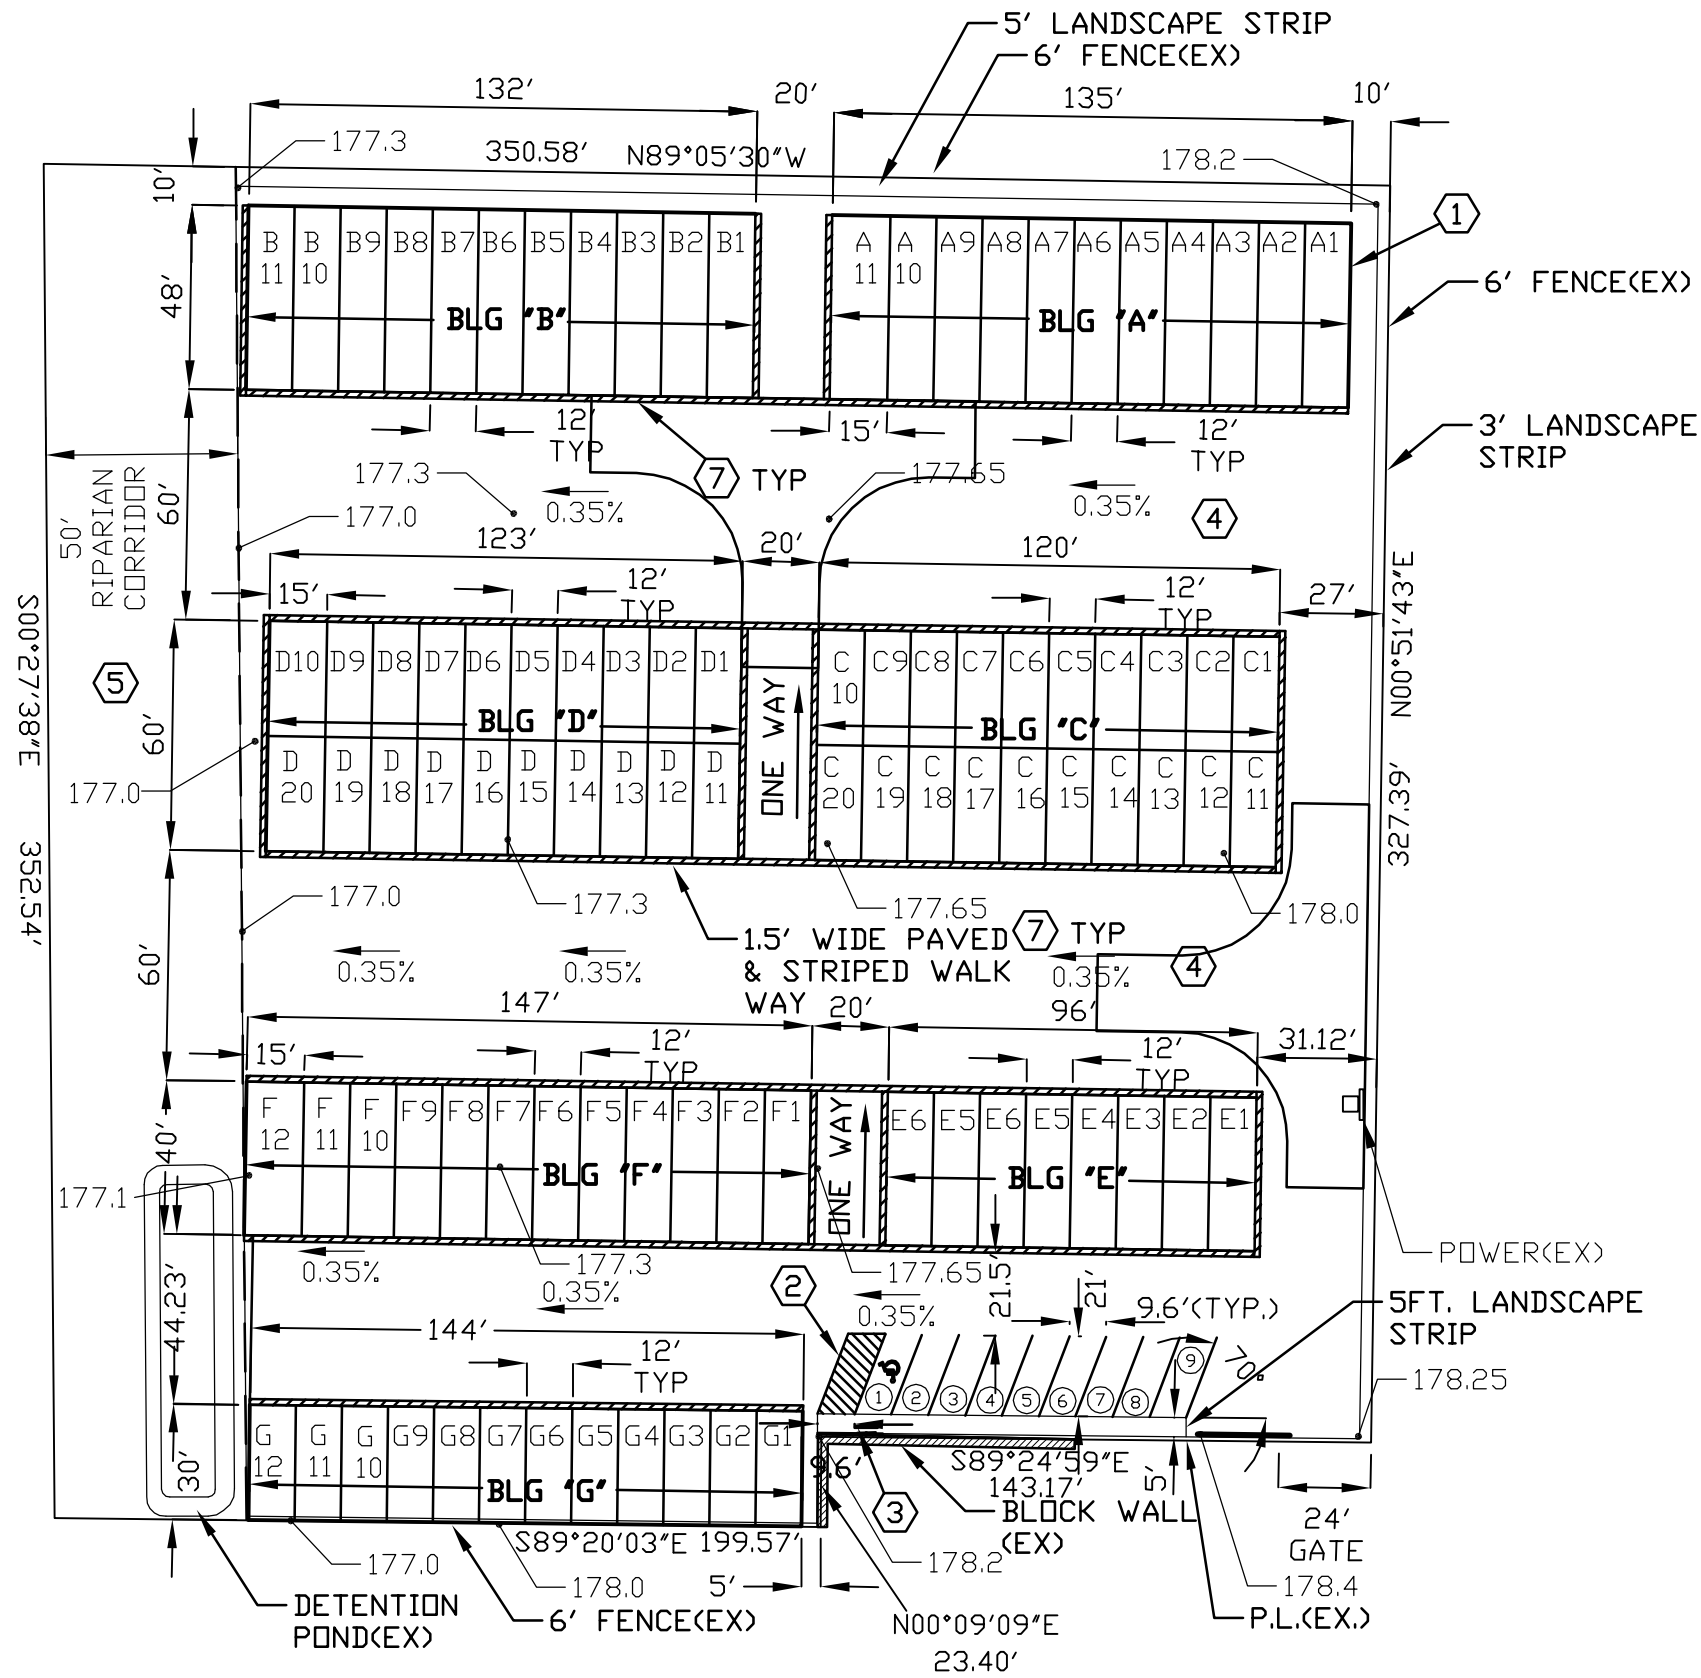 5′ LANDSCAPE STRIP
6′ FENCE(EX)
132′
20′
135′
10′
177.3
350.58′ N89°05′30″W
178.2
1
10′
48′
B
11
B
10
B9
B8
B7
B6
B5
B4
B3
B2
B1
BLG "B"
A
11
A
10
A9
A8
A7
A6
A5
A4
A3
A2
A1
BLG "A"
6′ FENCE(EX)
3′ LANDSCAPE
STRIP
12′
TYP
15′
12′
TYP
7 TYP
177.3
0.35%
177.65
0.35%
4
50′
RIPARIAN
CORRIDOR
60′
177.0
123′
20′
120′
27′
15′
12′
TYP
12′
TYP
N00°51′43″E
327.39′
S00°27′38″E
352.54′
5
60′
D10
D9
D8
D7
D6
D5
D4
D3
D2
D1
BLG "D"
D
20
D
19
D
18
D
17
D
16
D
15
D
14
D
13
D
12
D
11
ONE WAY
C
10
C9
C8
C7
C6
C5
C4
C3
C2
C1
BLG "C"
C
20
C
19
C
18
C
17
C
16
C
15
C
14
C
13
C
12
C
11
177.0
177.0
177.3
177.65
178.0
60′
1.5′ WIDE PAVED
& STRIPED WALK
WAY
7 TYP
0.35%
0.35%
0.35%
4
147′
20′
96′
31.12′
15′
12′
TYP
12′
TYP
40′
F
12
F
11
F
10
F9
F8
F7
F6
F5
F4
F3
F2
F1
BLG "F"
ONE WAY
E6
E5
E6
E5
E4
E3
E2
E1
BLG "E"
177.1
0.35%
177.3
0.35%
177.65
0.35%
2
21.5′
21′
9.6′(TYP.)
POWER(EX)
5FT. LANDSCAPE
STRIP
44.23′
144′
12′
TYP
1
2
3
4
5
6
7
8
9
70°
178.25
30′
G
12
G
11
G
10
G9
G8
G7
G6
G5
G4
G3
G2
G1
BLG "G"
9.6′
S89°24′59″E
143.17′
5′
3
BLOCK WALL
(EX)
24′
GATE
S89°20′03″E 199.57′
177.0
178.0
178.2
178.4
5′
DETENTION
POND(EX)
6′ FENCE(EX)
N00°09′09″E
23.40′
P.L.(EX.)